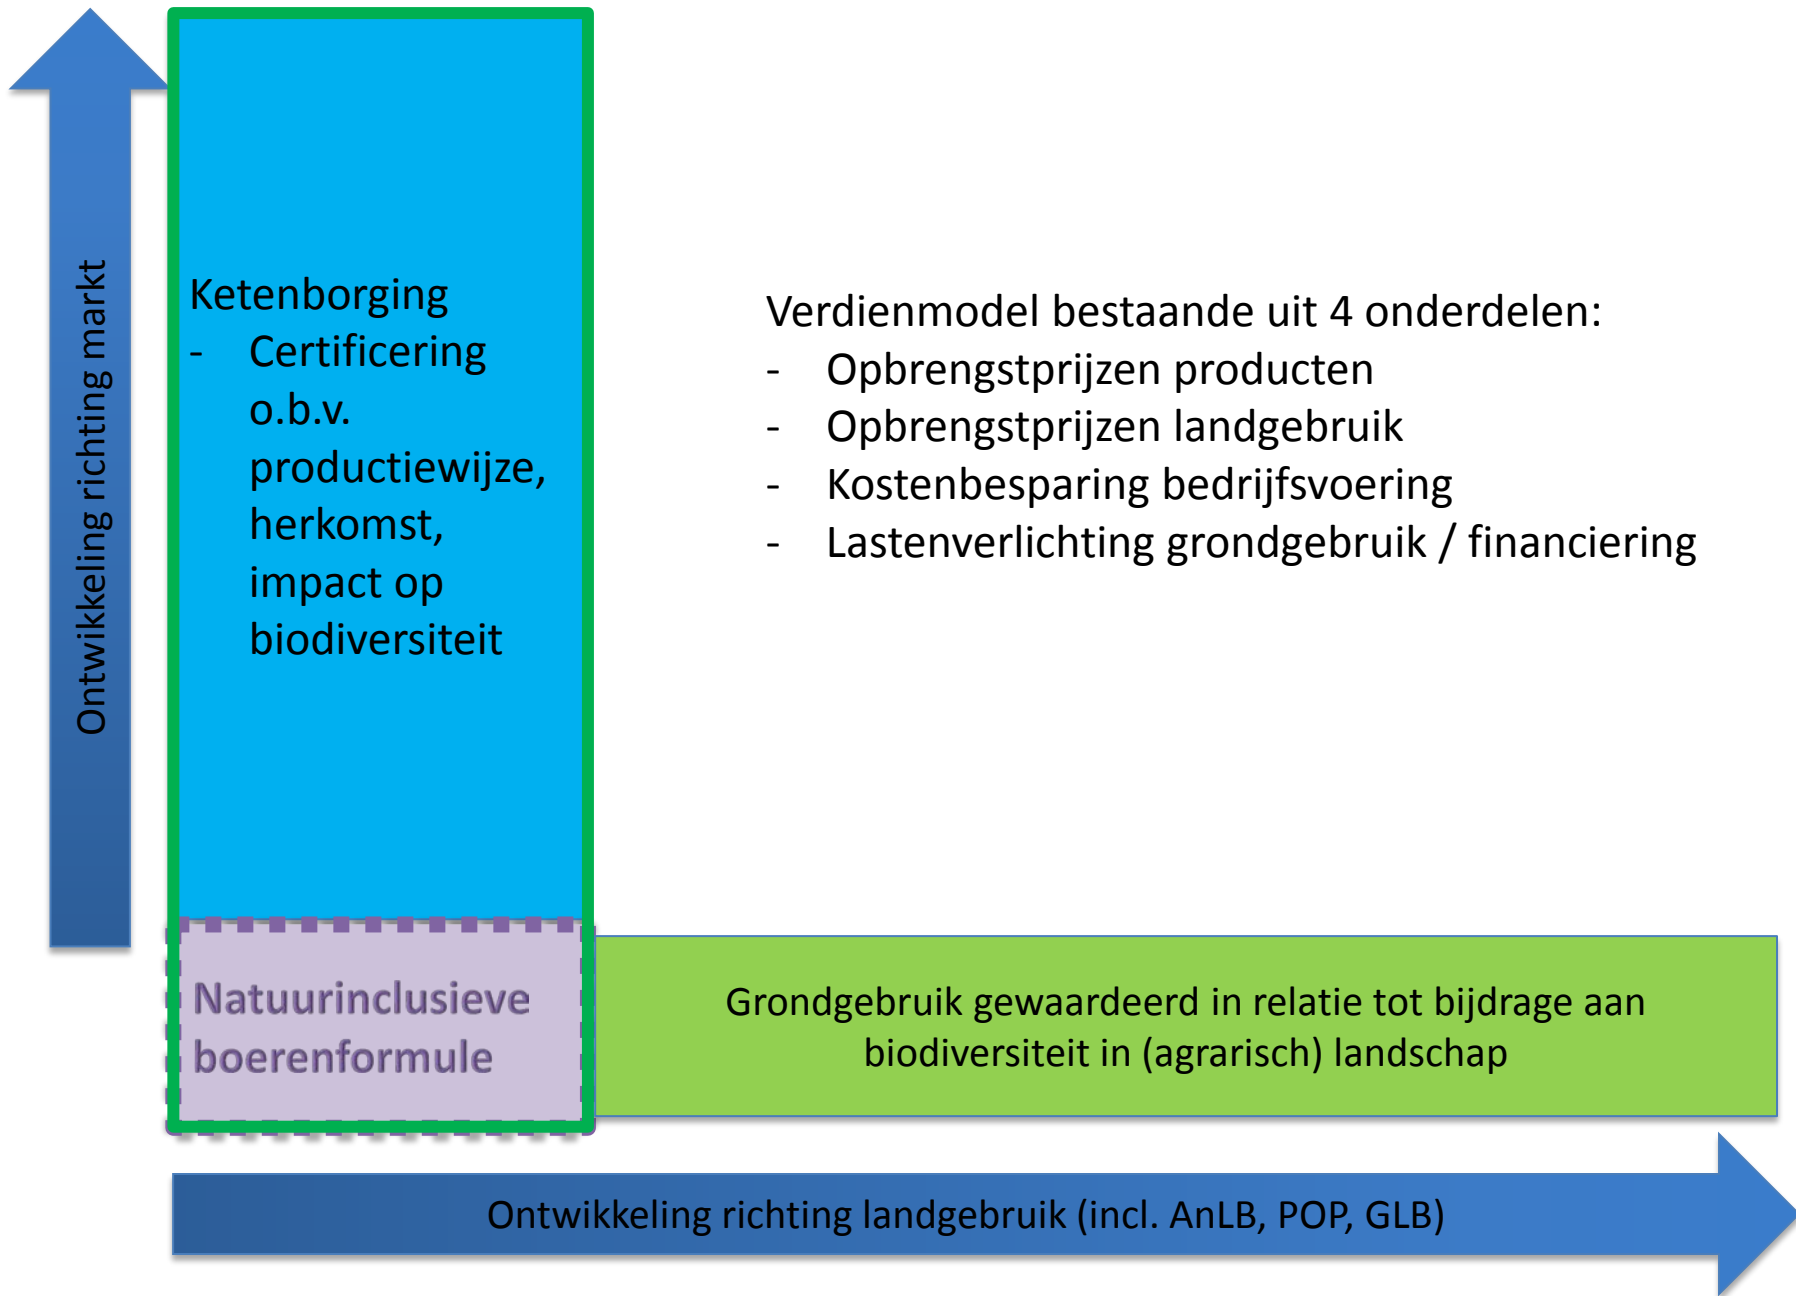 Ontwikkeling richting markt
Ketenborging
- Certificering
o.b.v.
productiewijze,
herkomst,
impact op
biodiversiteit
Verdienmodel bestaande uit 4 onderdelen:
- Opbrengstprijzen producten
- Opbrengstprijzen landgebruik
- Kostenbesparing bedrijfsvoering
- Lastenverlichting grondgebruik / financiering
Natuurinclusieve
boerenformule
Grondgebruik gewaardeerd in relatie tot bijdrage aan
biodiversiteit in (agrarisch) landschap
Ontwikkeling richting landgebruik (incl. AnLB, POP, GLB)